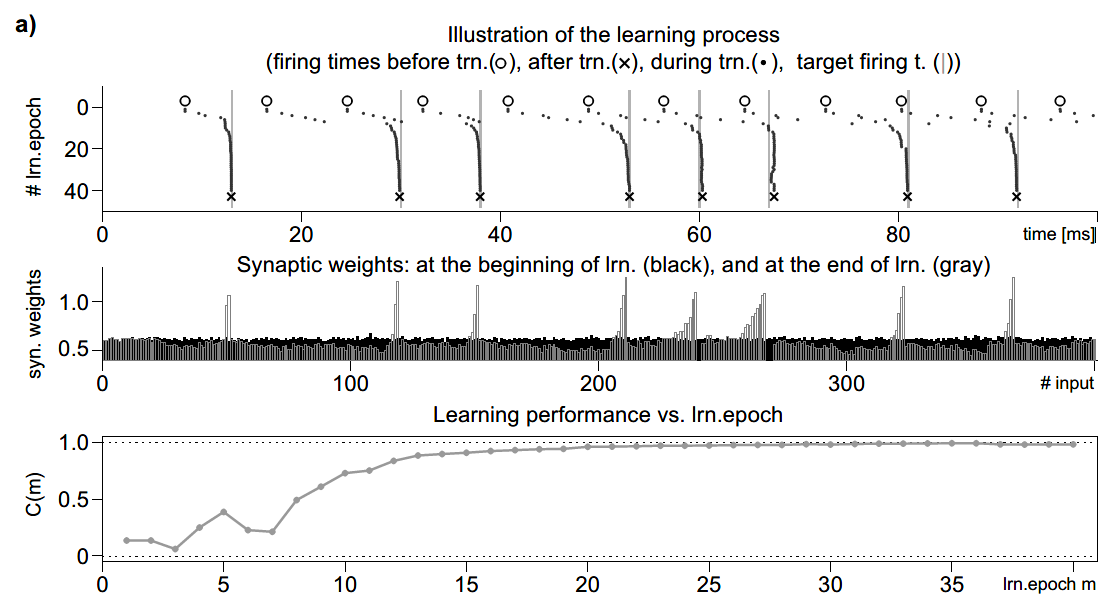 a)
Illustration of the learning process
(firing times before trn.(○), after trn.(×), during trn.(•), target firing t. (|))
# lrn.epoch
0
20
40
0 20 40 60 80 time [ms]
Synaptic weights: at the beginning of lrn. (black), and at the end of lrn. (gray)
syn. weights
1.0
0.5
0 100 200 300 # input
Learning performance vs. lrn.epoch
C(m)
1.0
0.5
0
0 5 10 15 20 25 30 35 lrn.epoch m